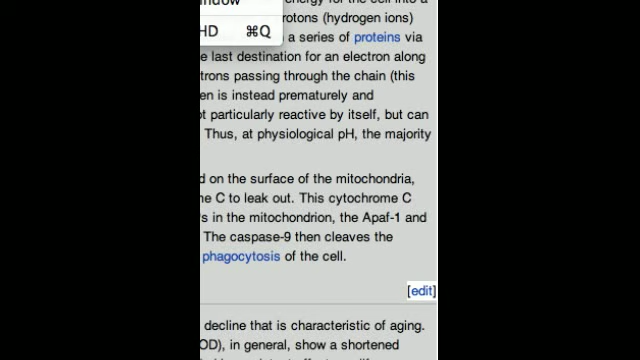 energy for the cell into a
rotons (hydrogen ions)
HD ⌘Q
a series of proteins via
e last destination for an electron along
trons passing through the chain (this
en is instead prematurely and
ot particularly reactive by itself, but can
Thus, at physiological pH, the majority
d on the surface of the mitochondria,
ne C to leak out. This cytochrome C
s in the mitochondrion, the Apaf-1 and
The caspase-9 then cleaves the
phagocytosis of the cell.
[edit]
decline that is characteristic of aging.
OD), in general, show a shortened